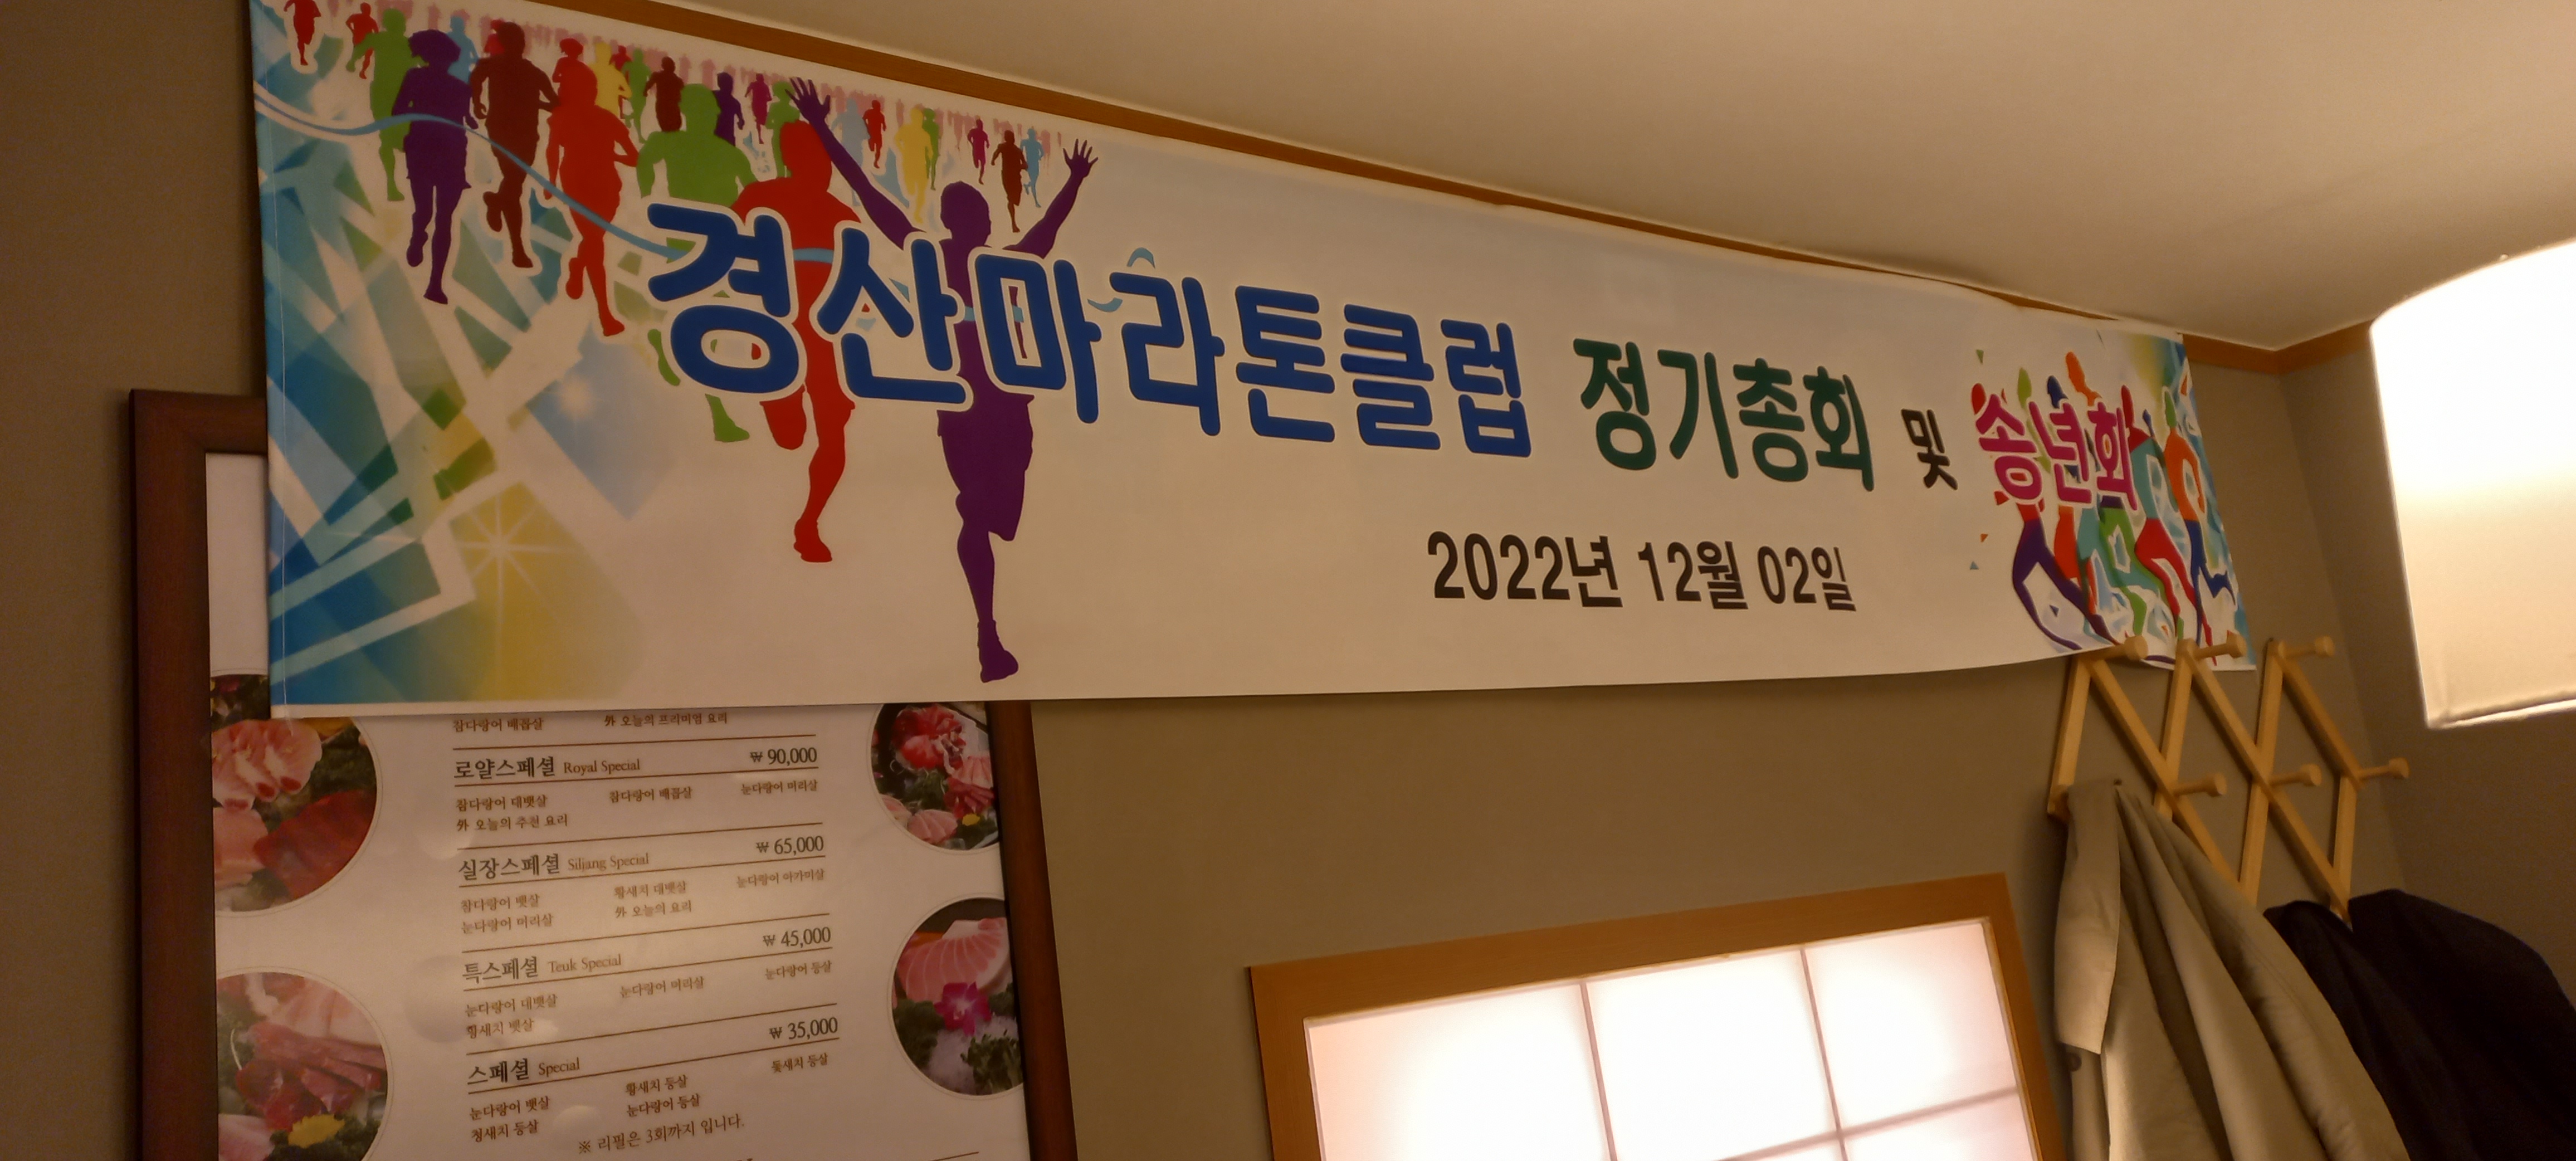 경산마라톤클럽 정기총회 및 송년회
2022년 12월 02일
참다랑어 배꼽살 外 오늘의 프리미엄 요리
로얄스페셜 Royal Special ₩ 90,000
참다랑어 대뱃살 참다랑어 배꼽살 눈다랑어 머리살
外 오늘의 추천 요리
실장스페셜 Siljang Special ₩ 65,000
참다랑어 뱃살 황새치 대뱃살 눈다랑어 아가미살
눈다랑어 머리살 外 오늘의 요리
특스페셜 Teuk Special ₩ 45,000
눈다랑어 대뱃살 눈다랑어 머리살 눈다랑어 등살
황새치 뱃살
스페셜 Special ₩ 35,000
눈다랑어 뱃살 황새치 등살 돛새치 등살
청새치 등살 눈다랑어 등살
※ 리필은 3회까지 입니다.